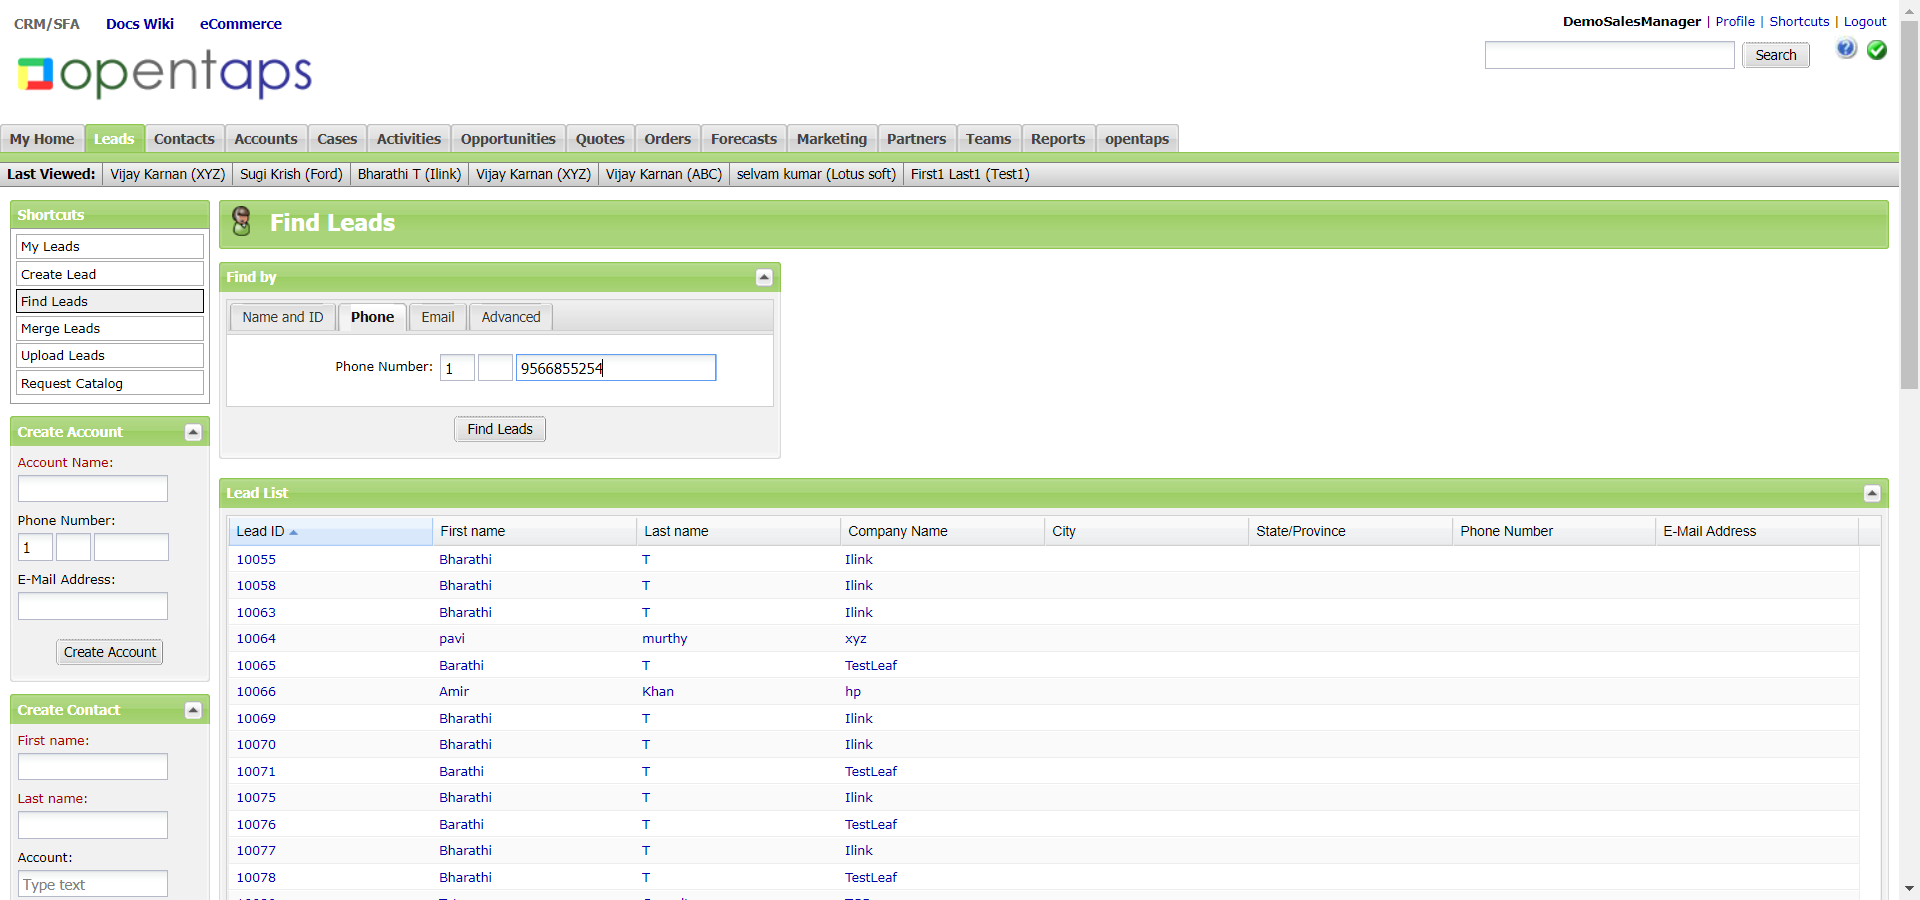 CRM/SFA Docs Wiki eCommerce
DemoSalesManager | Profile | Shortcuts | Logout
opentaps
Search
My Home Leads Contacts Accounts Cases Activities Opportunities Quotes Orders Forecasts Marketing Partners Teams Reports opentaps
Last Viewed: Vijay Karnan (XYZ) Sugi Krish (Ford) Bharathi T (Ilink) Vijay Karnan (XYZ) Vijay Karnan (ABC) selvam kumar (Lotus soft) First1 Last1 (Test1)
Shortcuts
My Leads
Create Lead
Find Leads
Merge Leads
Upload Leads
Request Catalog
Create Account
Account Name:
Phone Number:
1
E-Mail Address:
Create Account
Create Contact
First name:
Last name:
Account:
Type text
Find Leads
Find by
Name and ID Phone Email Advanced
Phone Number: 1 9566855254
Find Leads
Lead List
Lead ID First name Last name Company Name City State/Province Phone Number E-Mail Address
10055 Bharathi T Ilink
10058 Bharathi T Ilink
10063 Bharathi T Ilink
10064 pavi murthy xyz
10065 Barathi T TestLeaf
10066 Amir Khan hp
10069 Bharathi T Ilink
10070 Bharathi T Ilink
10071 Barathi T TestLeaf
10075 Bharathi T Ilink
10076 Barathi T TestLeaf
10077 Bharathi T Ilink
10078 Bharathi T TestLeaf